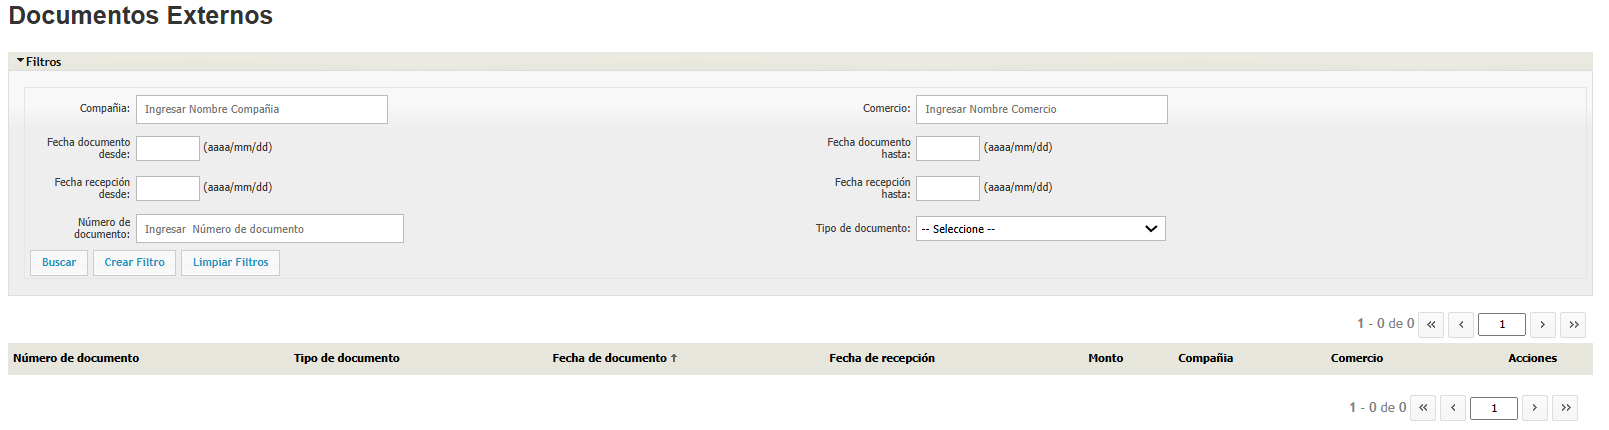 Documentos Externos
Filtros
Compañia: Ingresar Nombre Compañia Comercio: Ingresar Nombre Comercio
Fecha documento desde: (aaaa/mm/dd) Fecha documento hasta: (aaaa/mm/dd)
Fecha recepción desde: (aaaa/mm/dd) Fecha recepción hasta: (aaaa/mm/dd)
Número de documento: Ingresar Número de documento Tipo de documento: -- Seleccione --
Buscar Crear Filtro Limpiar Filtros
1 - 0 de 0 « ‹ 1 › »
Número de documento Tipo de documento Fecha de documento ↑ Fecha de recepción Monto Compañia Comercio Acciones
1 - 0 de 0 « ‹ 1 › »